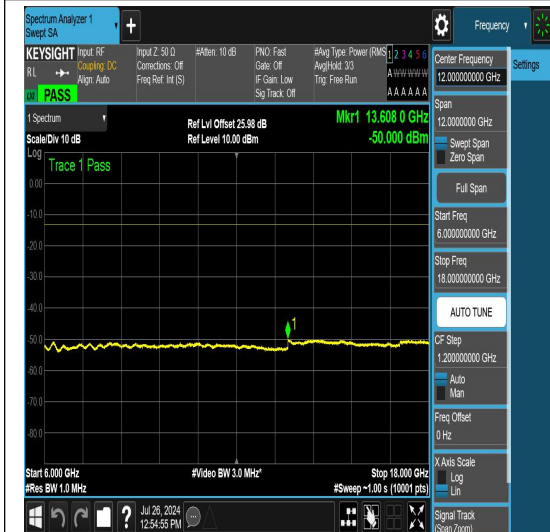 Spectrum Analyzer 1
Swept SA
Frequency
KEYSIGHT
RL
Input: RF
Coupling: DC
Align: Auto
Input Z: 50 Ω
Corrections: Off
Freq Ref: Int (S)
#Atten: 10 dB
PNO: Fast
Gate: Off
IF Gain: Low
Sig Track: Off
#Avg Type: Power (RMS
Avg|Hold: 3/3
Trig: Free Run
1 2 3 4 5 6
A W W W W W
A A A A A A
PASS
1 Spectrum
Scale/Div 10 dB
Log
Ref Lvl Offset 25.98 dB
Ref Level 10.00 dBm
Mkr1 13.608 0 GHz
-50.000 dBm
Trace 1 Pass
0.00
-10.0
-20.0
-30.0
-40.0
-50.0
-60.0
-70.0
-80.0
1
Start 6.000 GHz
#Res BW 1.0 MHz
#Video BW 3.0 MHz*
Stop 18.000 GHz
#Sweep ~1.00 s (10001 pts)
Jul 26, 2024
12:54:55 PM
Center Frequency
12.000000000 GHz
Settings
Span
12.0000000 GHz
Swept Span
Zero Span
Full Span
Start Freq
6.000000000 GHz
Stop Freq
18.000000000 GHz
AUTO TUNE
CF Step
1.200000000 GHz
Auto
Man
Freq Offset
0 Hz
X Axis Scale
Log
Lin
Signal Track
(Span Zoom)